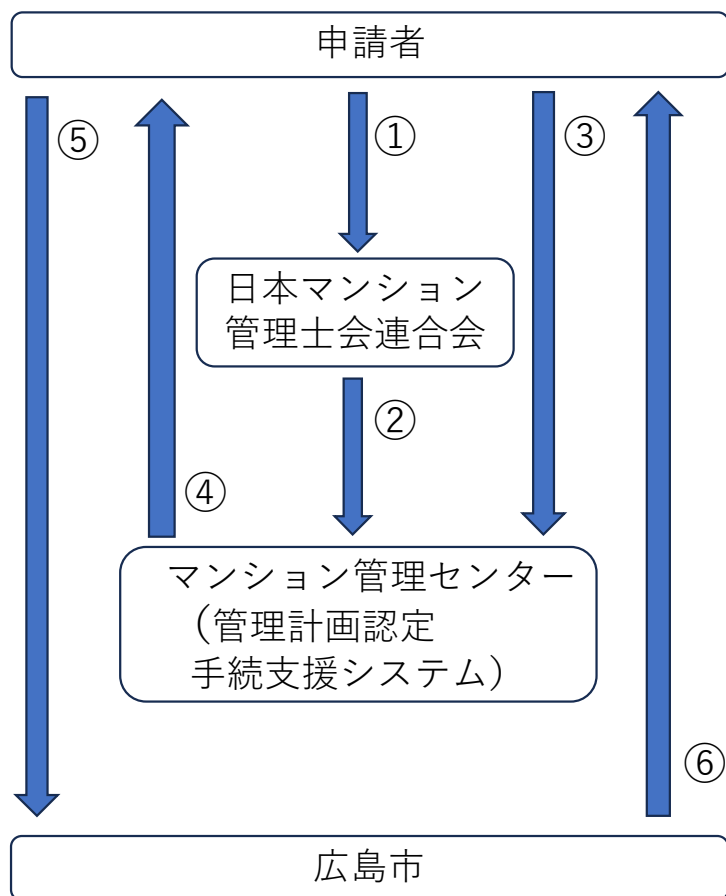 申請者
⑤
①
③
日本マンション
管理士会連合会
②
④
マンション管理センター
（管理計画認定
手続支援システム）
⑥
広島市